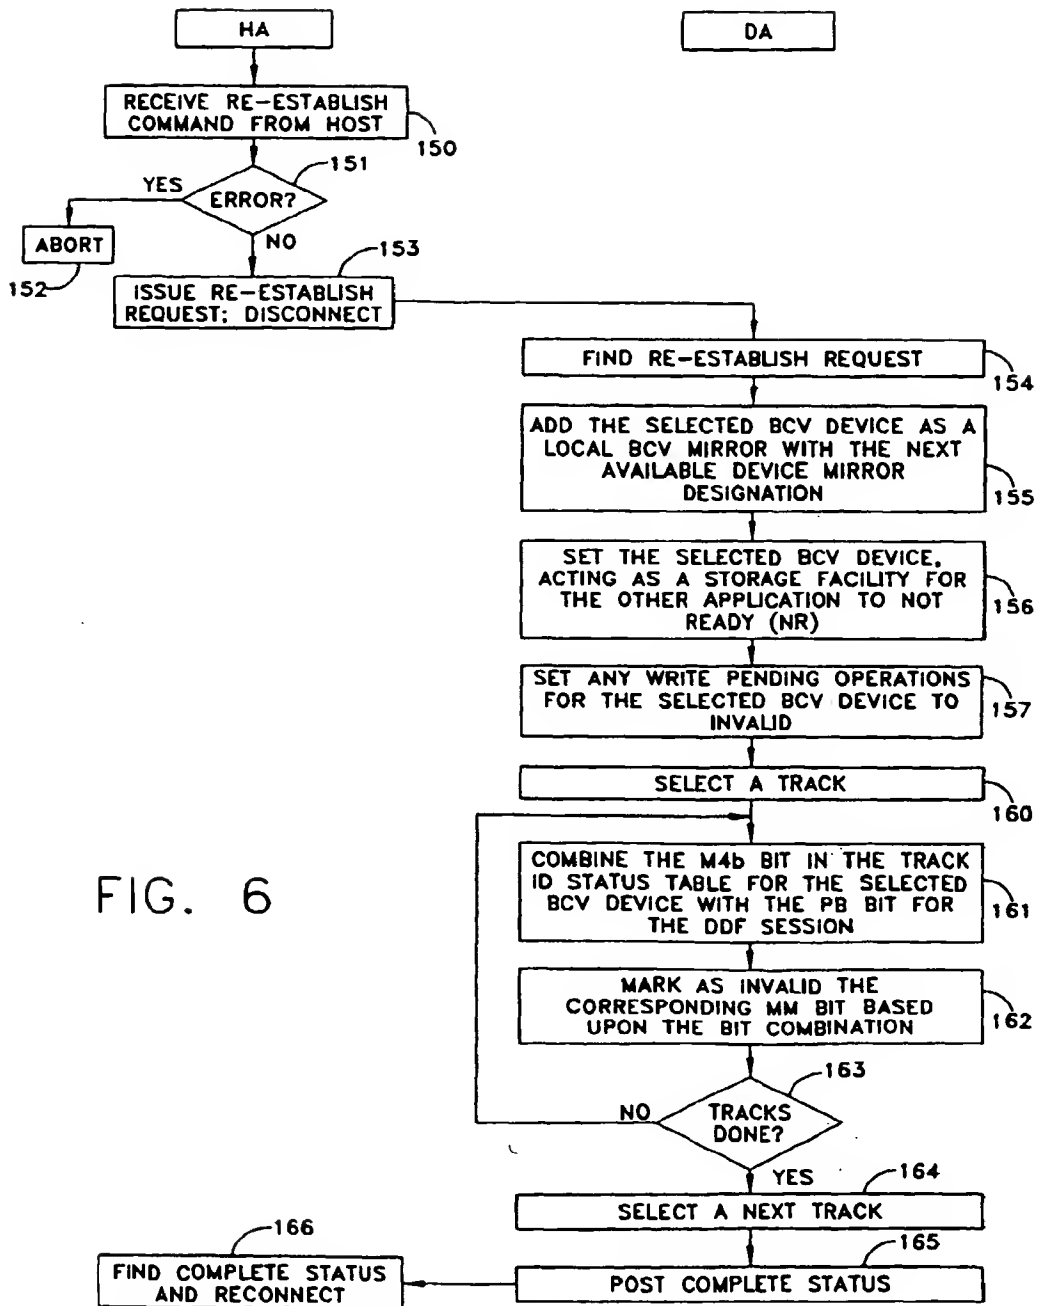 HA
DA
RECEIVE RE-ESTABLISH
COMMAND FROM HOST
150
151
YES
ERROR?
ABORT
NO
152
153
ISSUE RE-ESTABLISH
REQUEST; DISCONNECT
FIND RE-ESTABLISH REQUEST
154
ADD THE SELECTED BCV DEVICE AS A
LOCAL BCV MIRROR WITH THE NEXT
AVAILABLE DEVICE MIRROR
DESIGNATION
155
SET THE SELECTED BCV DEVICE,
ACTING AS A STORAGE FACILITY FOR
THE OTHER APPLICATION TO NOT
READY (NR)
156
SET ANY WRITE PENDING OPERATIONS
FOR THE SELECTED BCV DEVICE TO
INVALID
157
SELECT A TRACK
160
COMBINE THE M4b BIT IN THE TRACK
ID STATUS TABLE FOR THE SELECTED
BCV DEVICE WITH THE PB BIT FOR
THE DDF SESSION
161
FIG. 6
MARK AS INVALID THE
CORRESPONDING MM BIT BASED
UPON THE BIT COMBINATION
162
163
NO
TRACKS
DONE?
YES
164
SELECT A NEXT TRACK
166
165
FIND COMPLETE STATUS
AND RECONNECT
POST COMPLETE STATUS